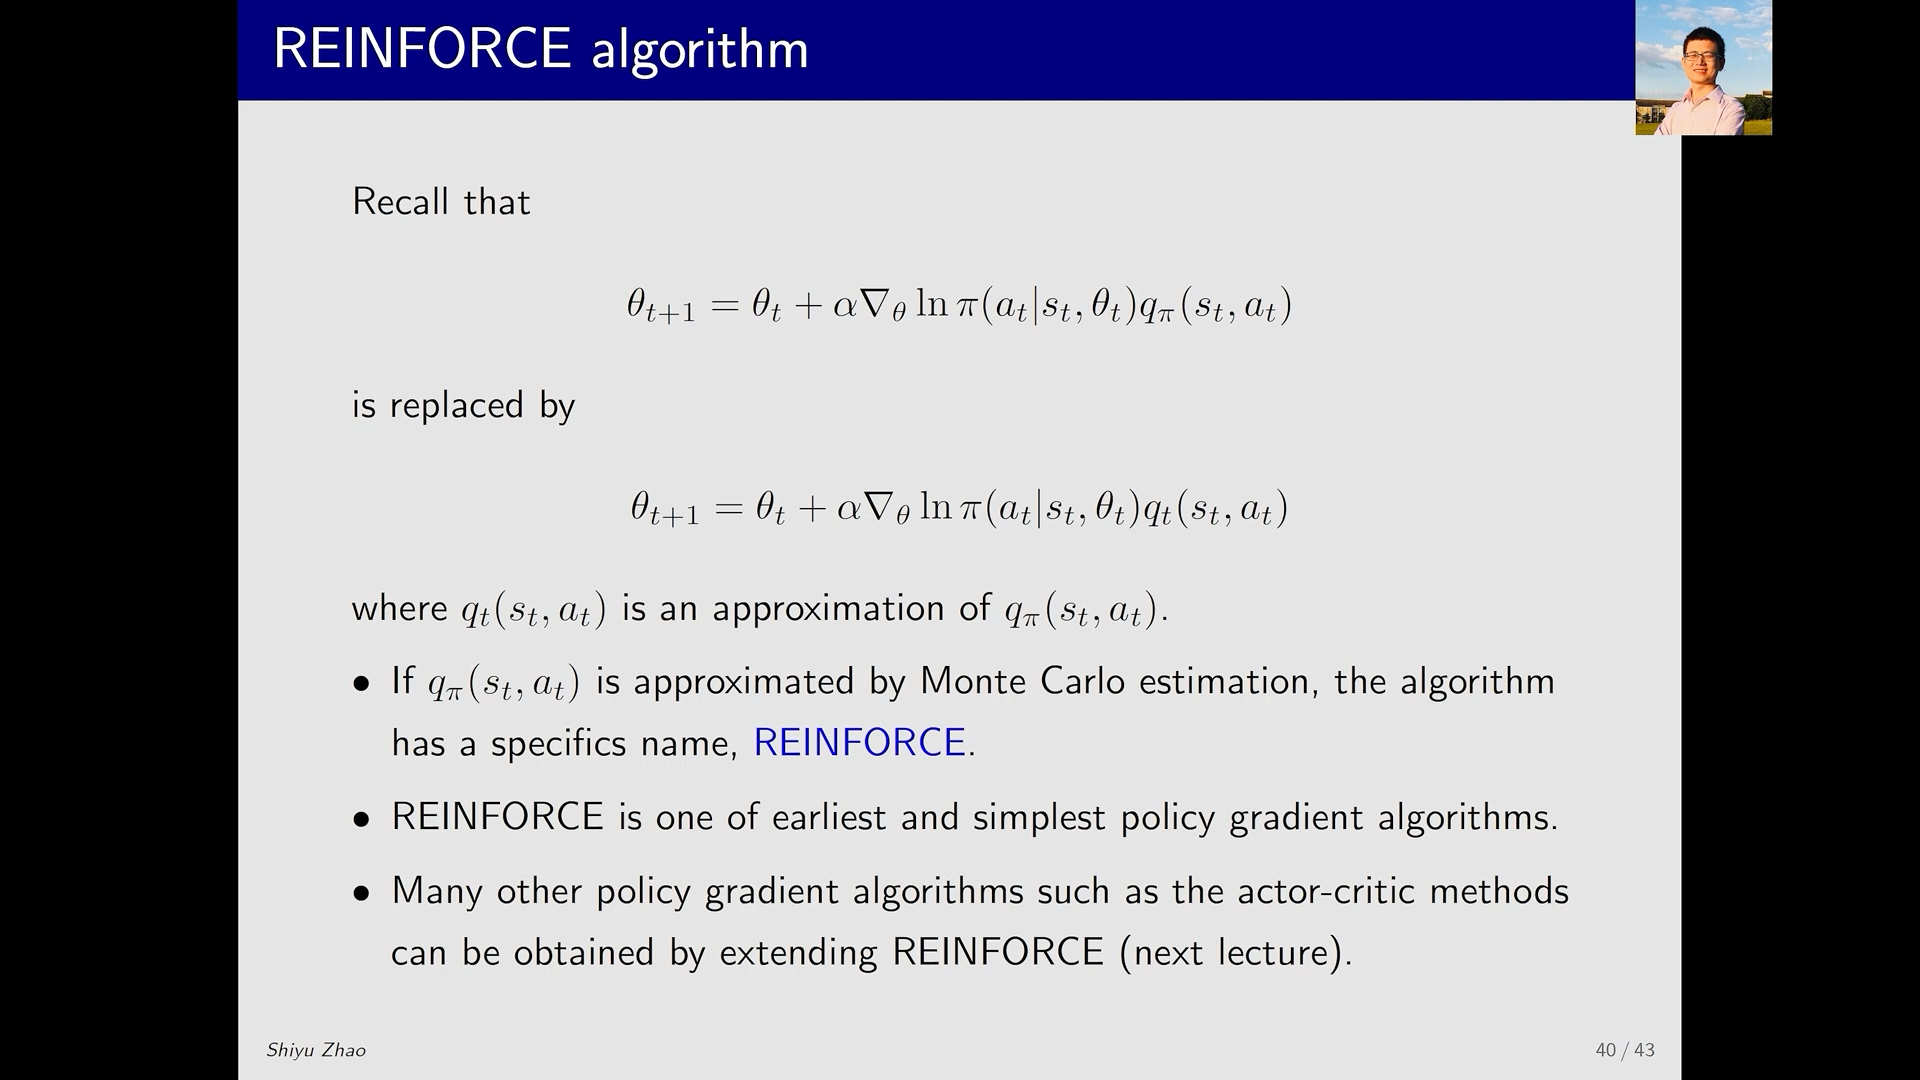 REINFORCE algorithm
Recall that
θ_{t+1} = θ_t + α∇_θ ln π(a_t|s_t, θ_t)q_π(s_t, a_t)
is replaced by
θ_{t+1} = θ_t + α∇_θ ln π(a_t|s_t, θ_t)q_t(s_t, a_t)
where q_t(s_t, a_t) is an approximation of q_π(s_t, a_t).
• If q_π(s_t, a_t) is approximated by Monte Carlo estimation, the algorithm
has a specifics name, REINFORCE.
• REINFORCE is one of earliest and simplest policy gradient algorithms.
• Many other policy gradient algorithms such as the actor-critic methods
can be obtained by extending REINFORCE (next lecture).
Shiyu Zhao
40 / 43